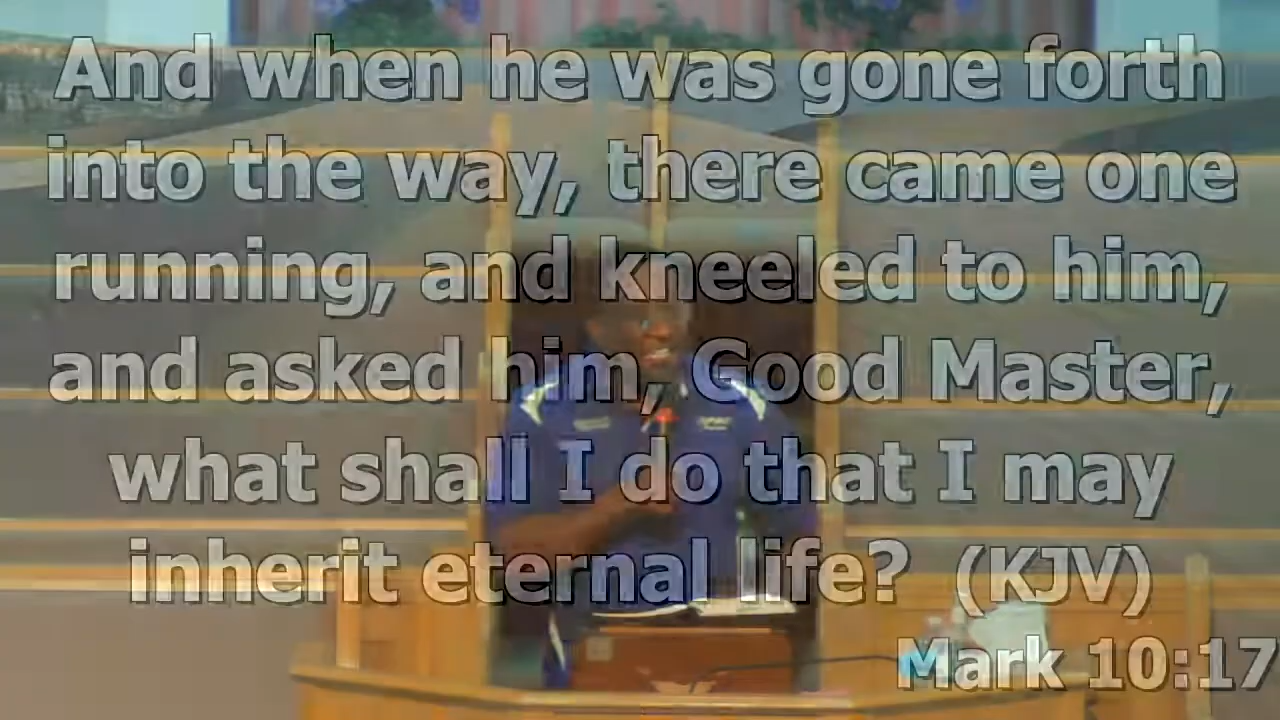 And when he was gone forth
into the way, there came one
running, and kneeled to him,
and asked him, Good Master,
what shall I do that I may
inherit eternal life? (KJV)
Mark 10:17